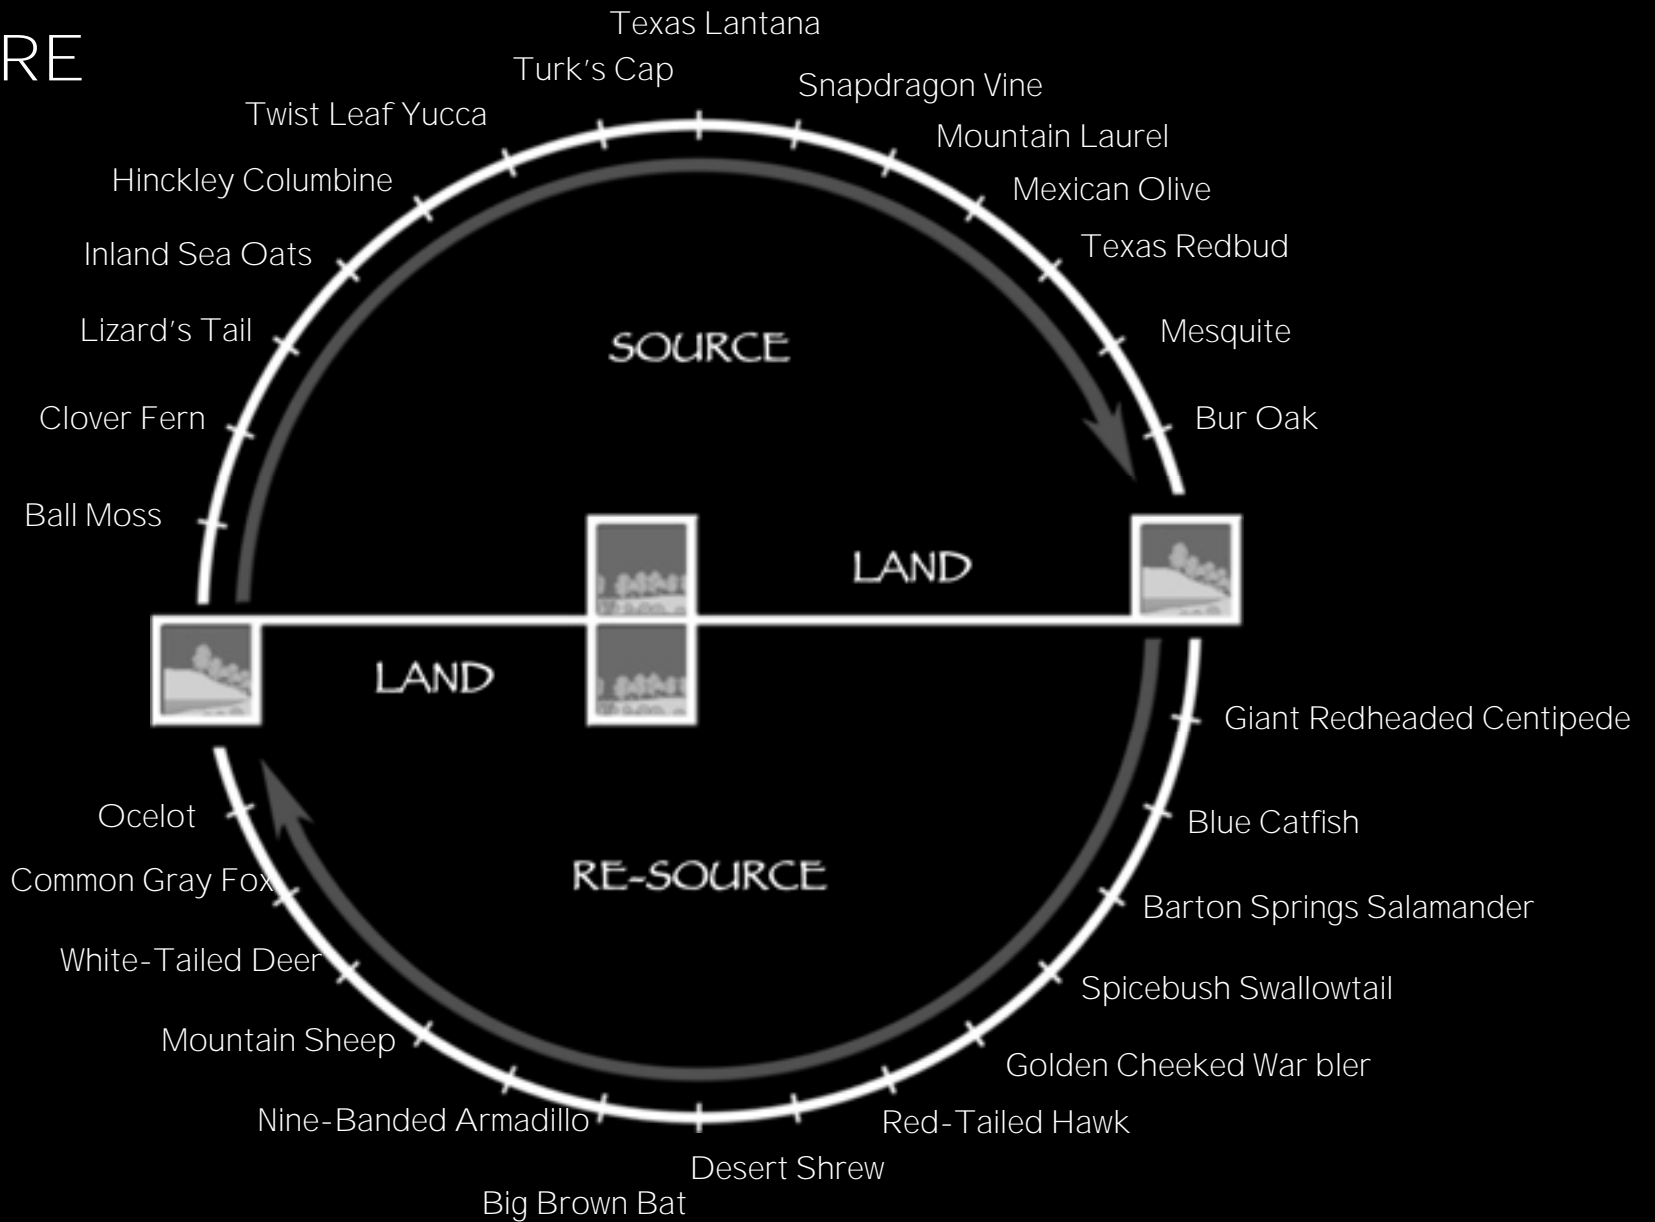 RE
Texas Lantana
Turk's Cap
Snapdragon Vine
Twist Leaf Yucca
Mountain Laurel
Hinckley Columbine
Mexican Olive
Inland Sea Oats
Texas Redbud
Lizard's Tail
Mesquite
SOURCE
Clover Fern
Bur Oak
Ball Moss
LAND
LAND
Giant Redheaded Centipede
Ocelot
Blue Catfish
Common Gray Fox
RE-SOURCE
Barton Springs Salamander
White-Tailed Deer
Spicebush Swallowtail
Mountain Sheep
Golden Cheeked War bler
Nine-Banded Armadillo
Red-Tailed Hawk
Desert Shrew
Big Brown Bat